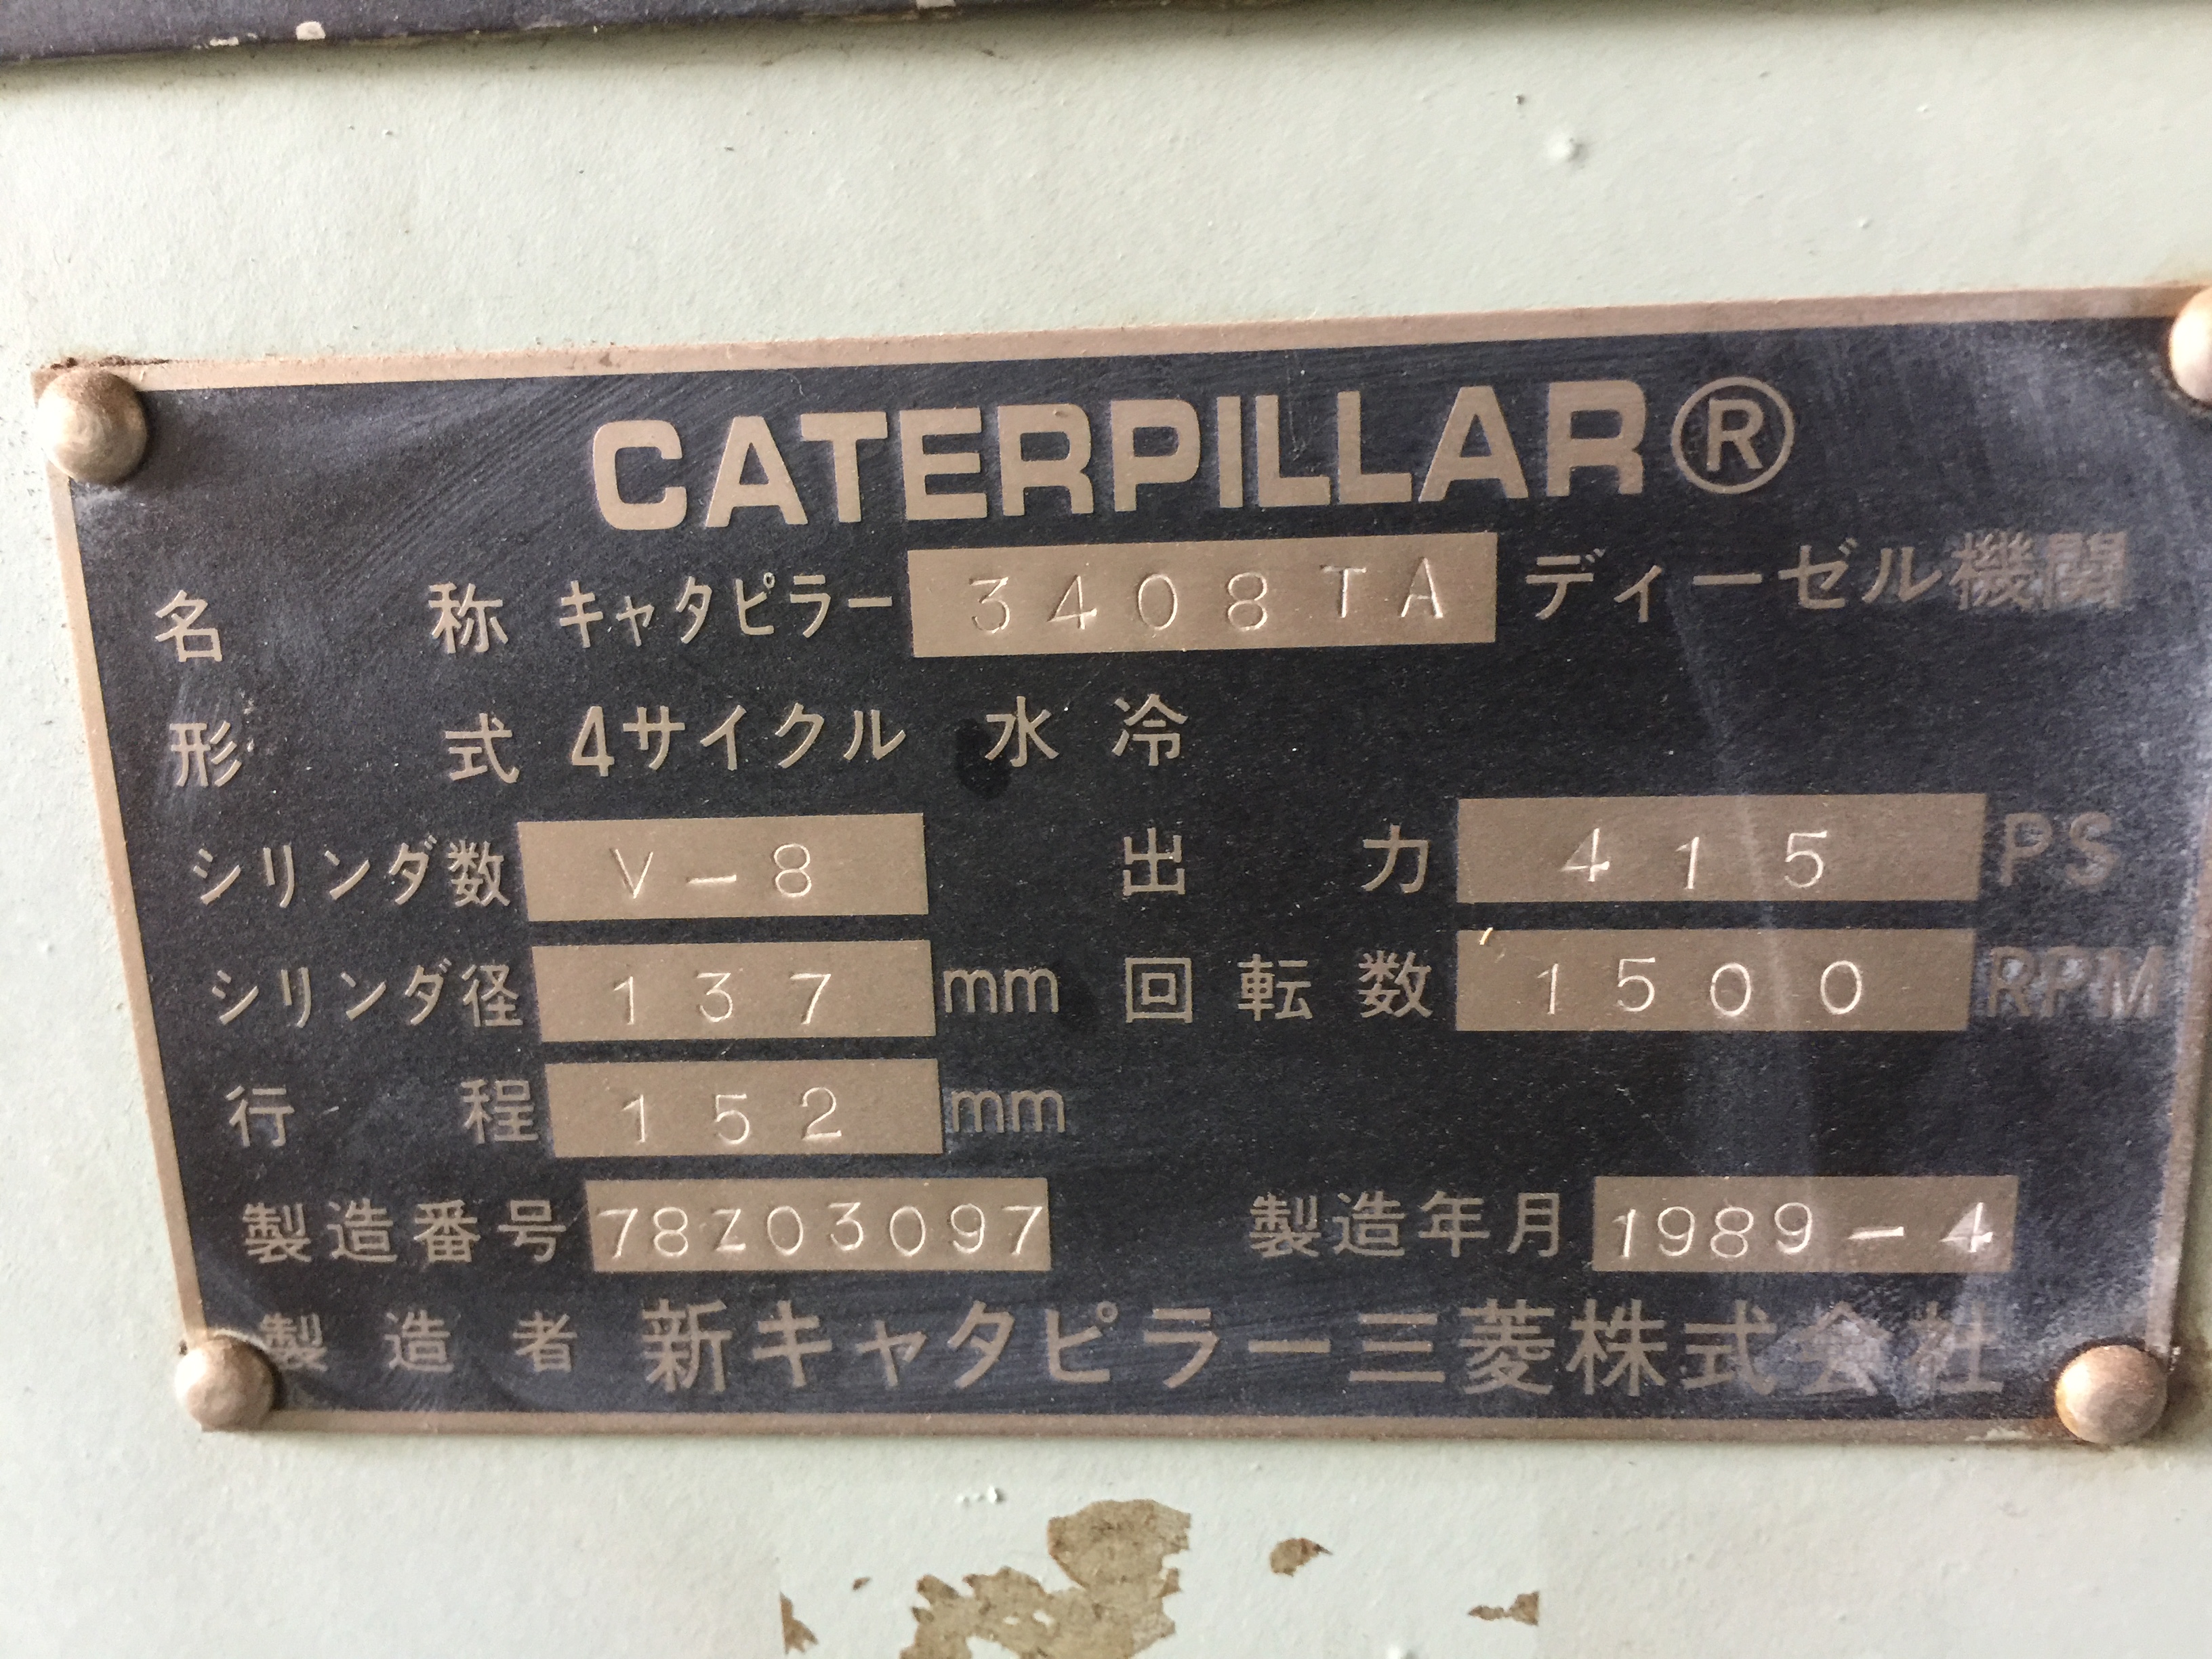 CATERPILLAR®
名称 キャタピラー 3408TA ディーゼル機関
形式 4サイクル 水冷
シリンダ数 V-8 出力 415 PS
シリンダ径 137 mm 回転数 1500 RPM
行程 152 mm
製造番号 78Z03097 製造年月 1989-4
製造者 新キャタピラー三菱株式会社